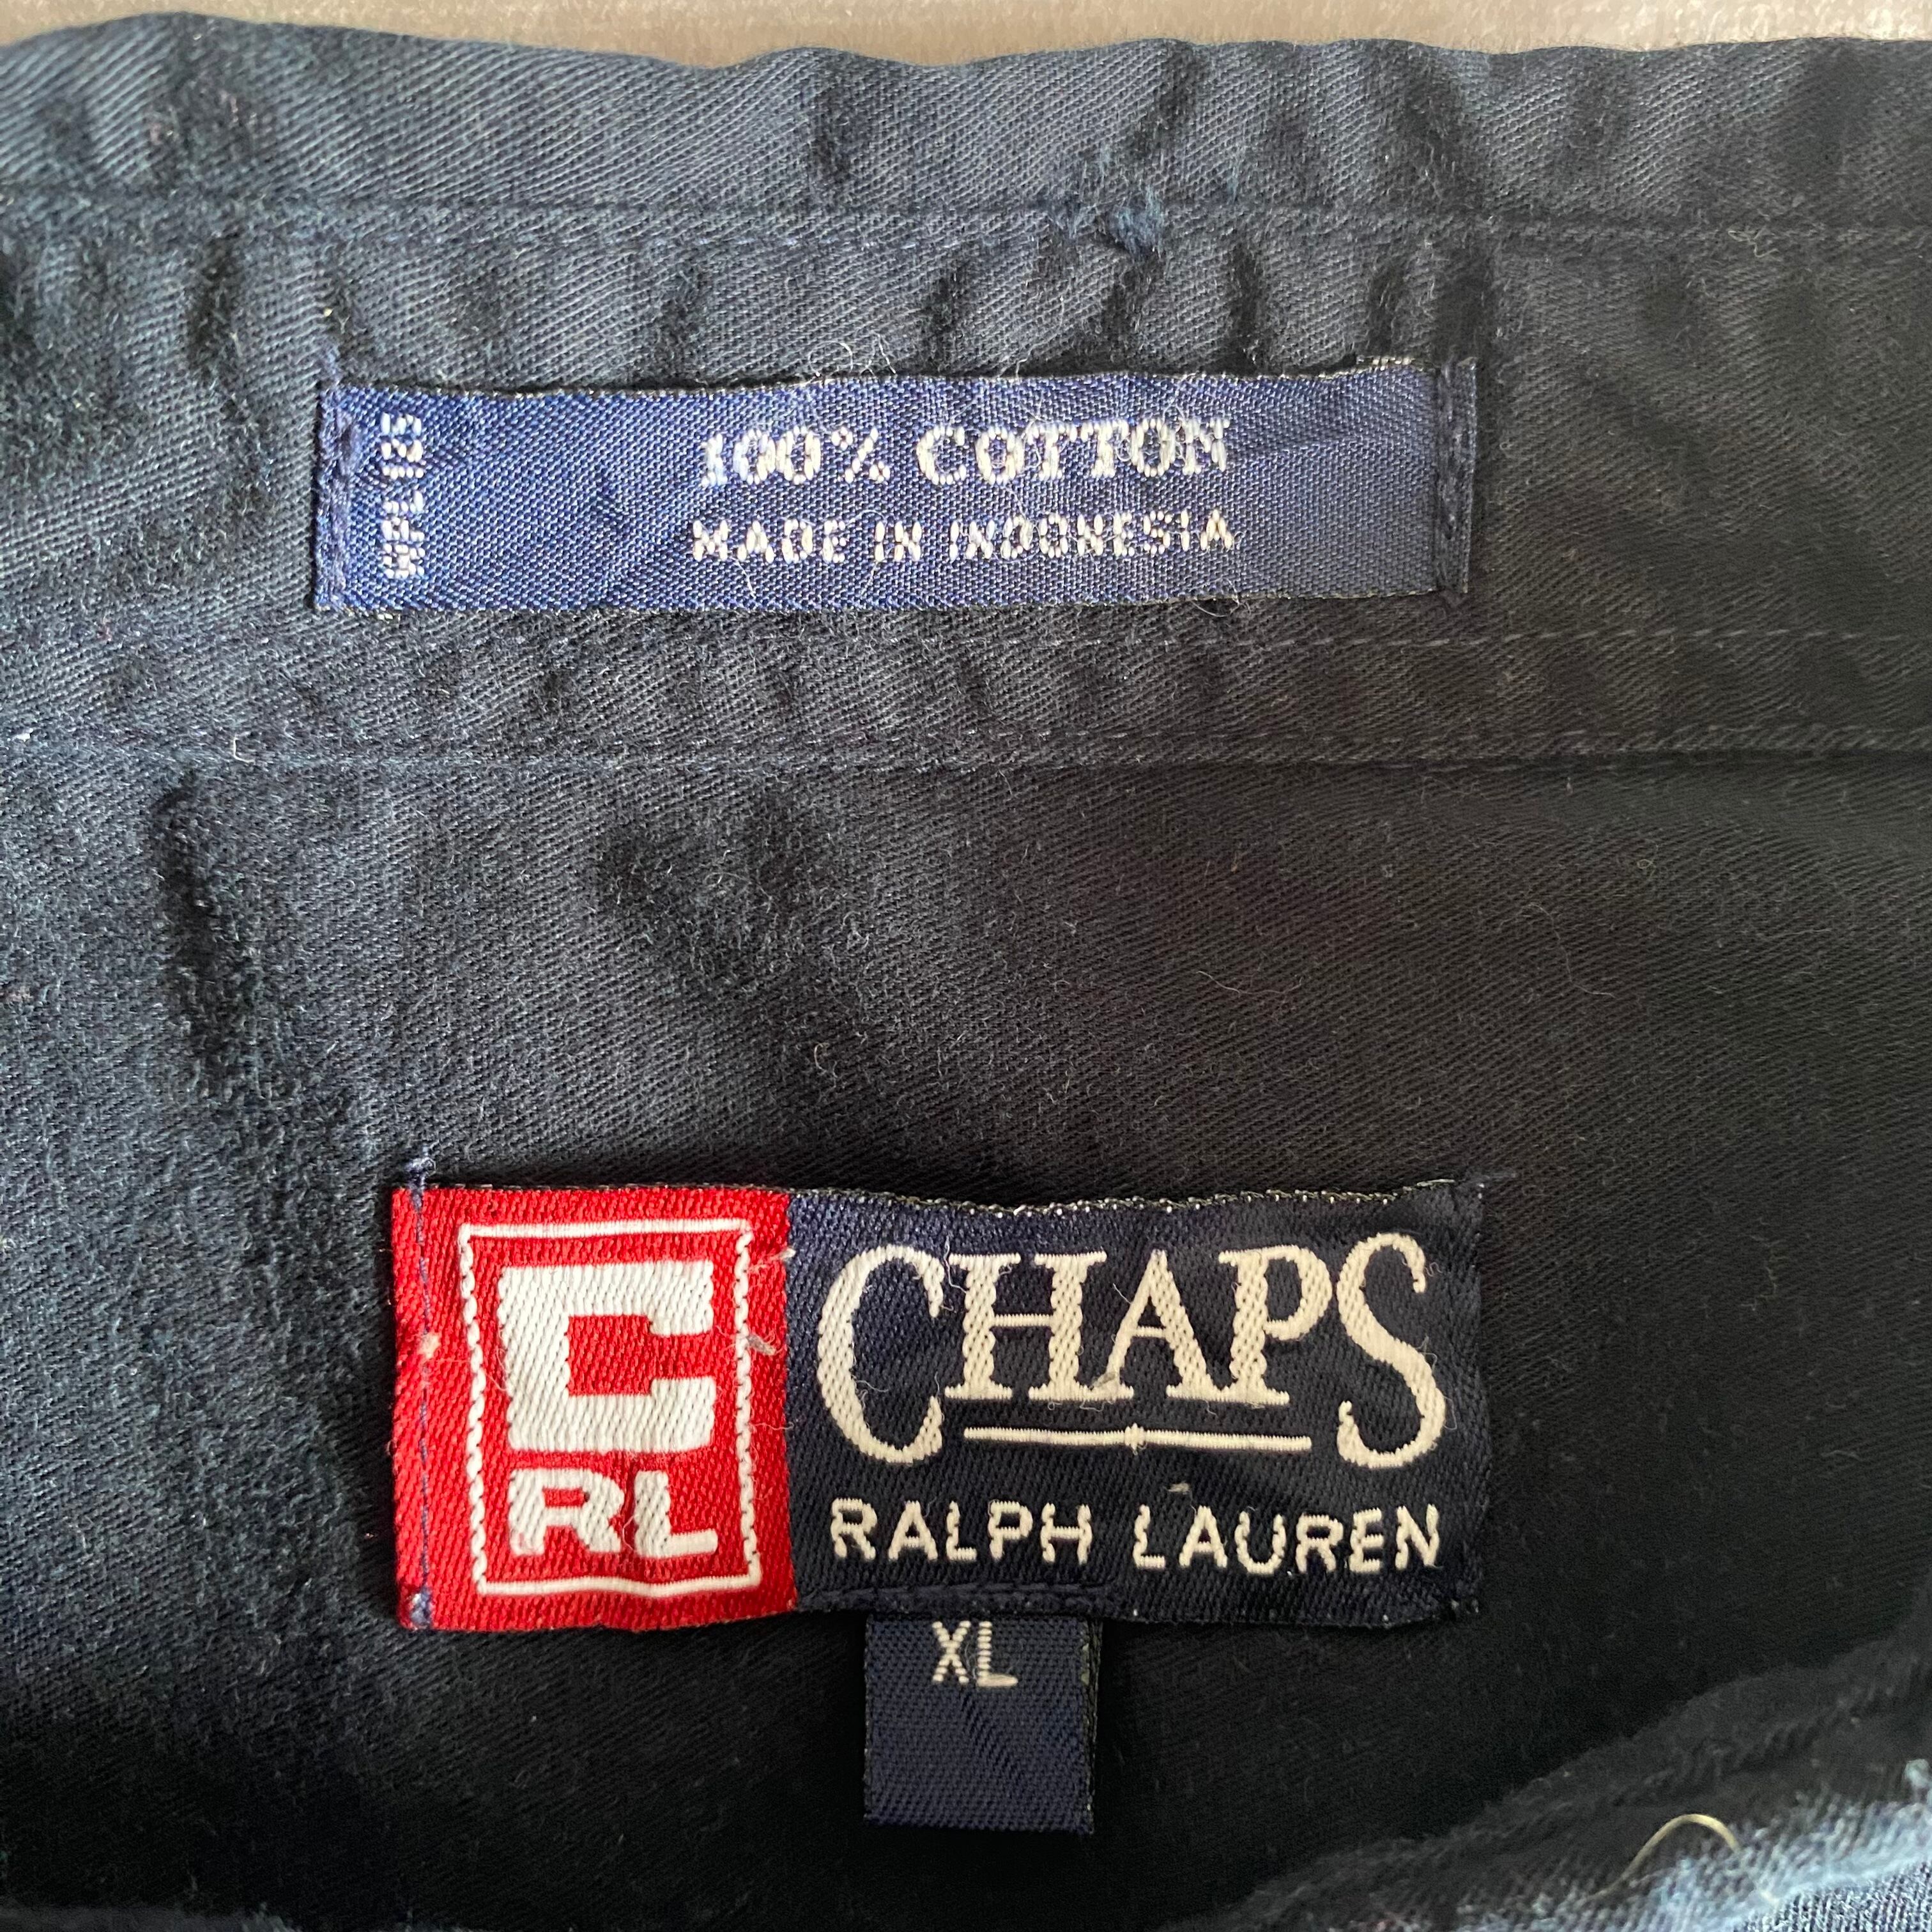 100% COTTON
MADE IN INDONESIA
C
RL
CHAPS
RALPH LAUREN
XL